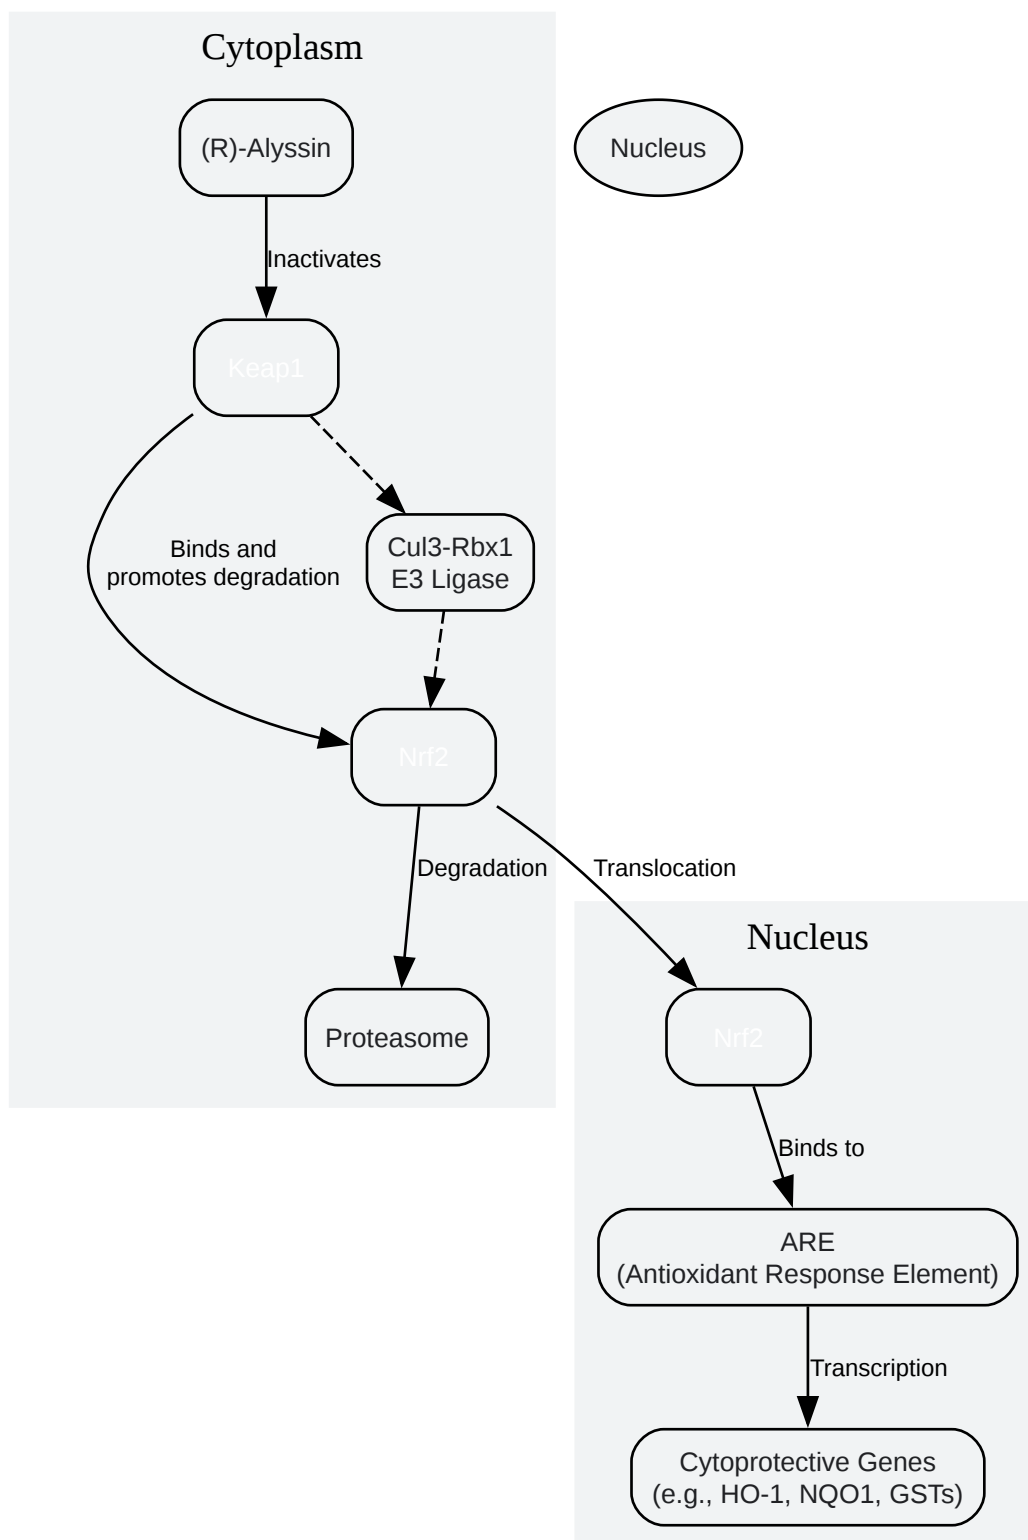 Cytoplasm
(R)-Alyssin
Nucleus
Inactivates
Keap1
Binds and
promotes degradation
Cul3-Rbx1
E3 Ligase
Nrf2
Degradation
Translocation
Nucleus
Proteasome
Nrf2
Binds to
ARE
(Antioxidant Response Element)
Transcription
Cytoprotective Genes
(e.g., HO-1, NQO1, GSTs)